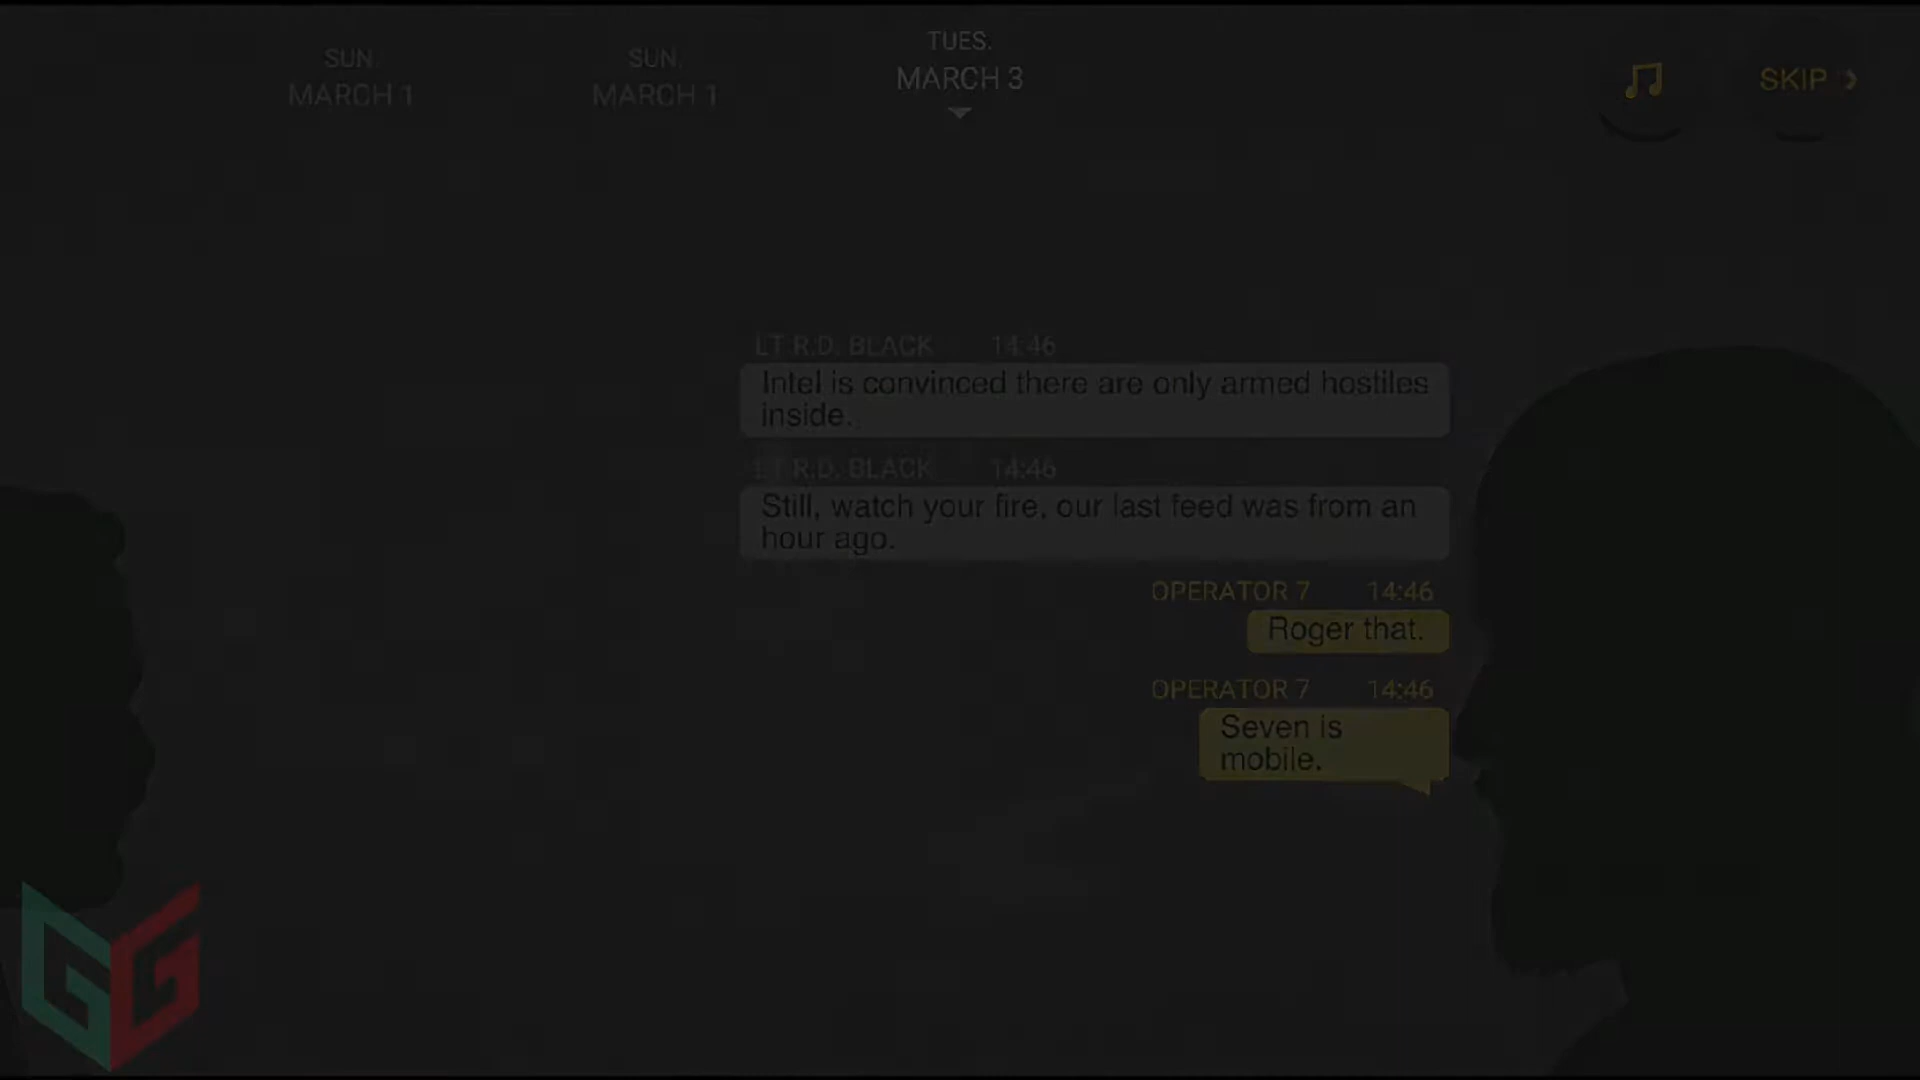 SUN.
MARCH 1
SUN.
MARCH 1
TUES.
MARCH 3
SKIP
LT R.D. BLACK 14:46
Intel is convinced there are only armed hostiles
inside.
LT R.D. BLACK 14:46
Still, watch your fire, our last feed was from an
hour ago.
OPERATOR 7 14:46
Roger that.
OPERATOR 7 14:46
Seven is
mobile.
GG